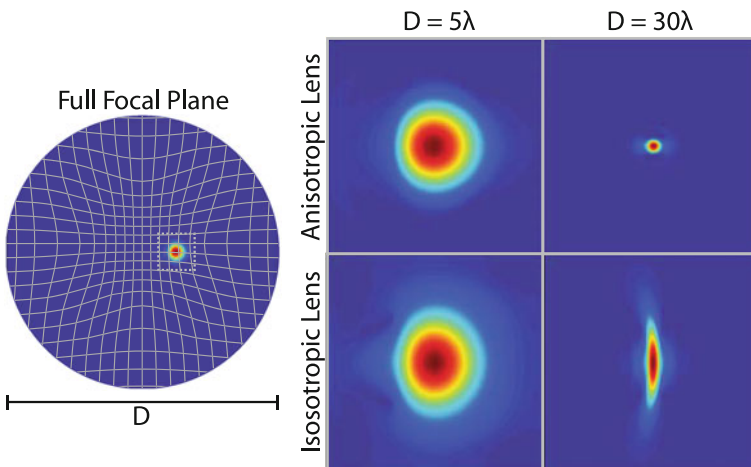 D = 5λ
D = 30λ
Full Focal Plane
D
Anisotropic Lens
Isosotropic Lens